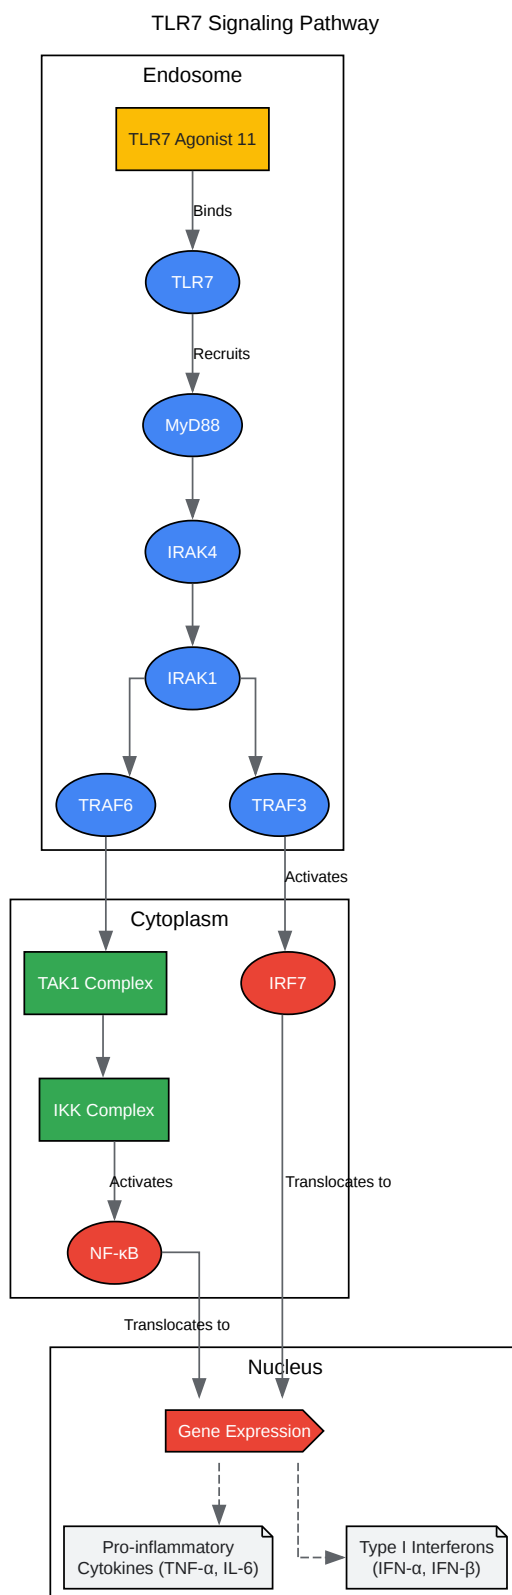 TLR7 Signaling Pathway
Endosome
TLR7 Agonist 11
Binds
TLR7
Recruits
MyD88
IRAK4
IRAK1
TRAF6
TRAF3
Activates
Cytoplasm
TAK1 Complex
IRF7
IKK Complex
Activates
Translocates to
NF-κB
Translocates to
Nucleus
Gene Expression
Pro-inflammatory
Cytokines (TNF-α, IL-6)
Type I Interferons
(IFN-α, IFN-β)